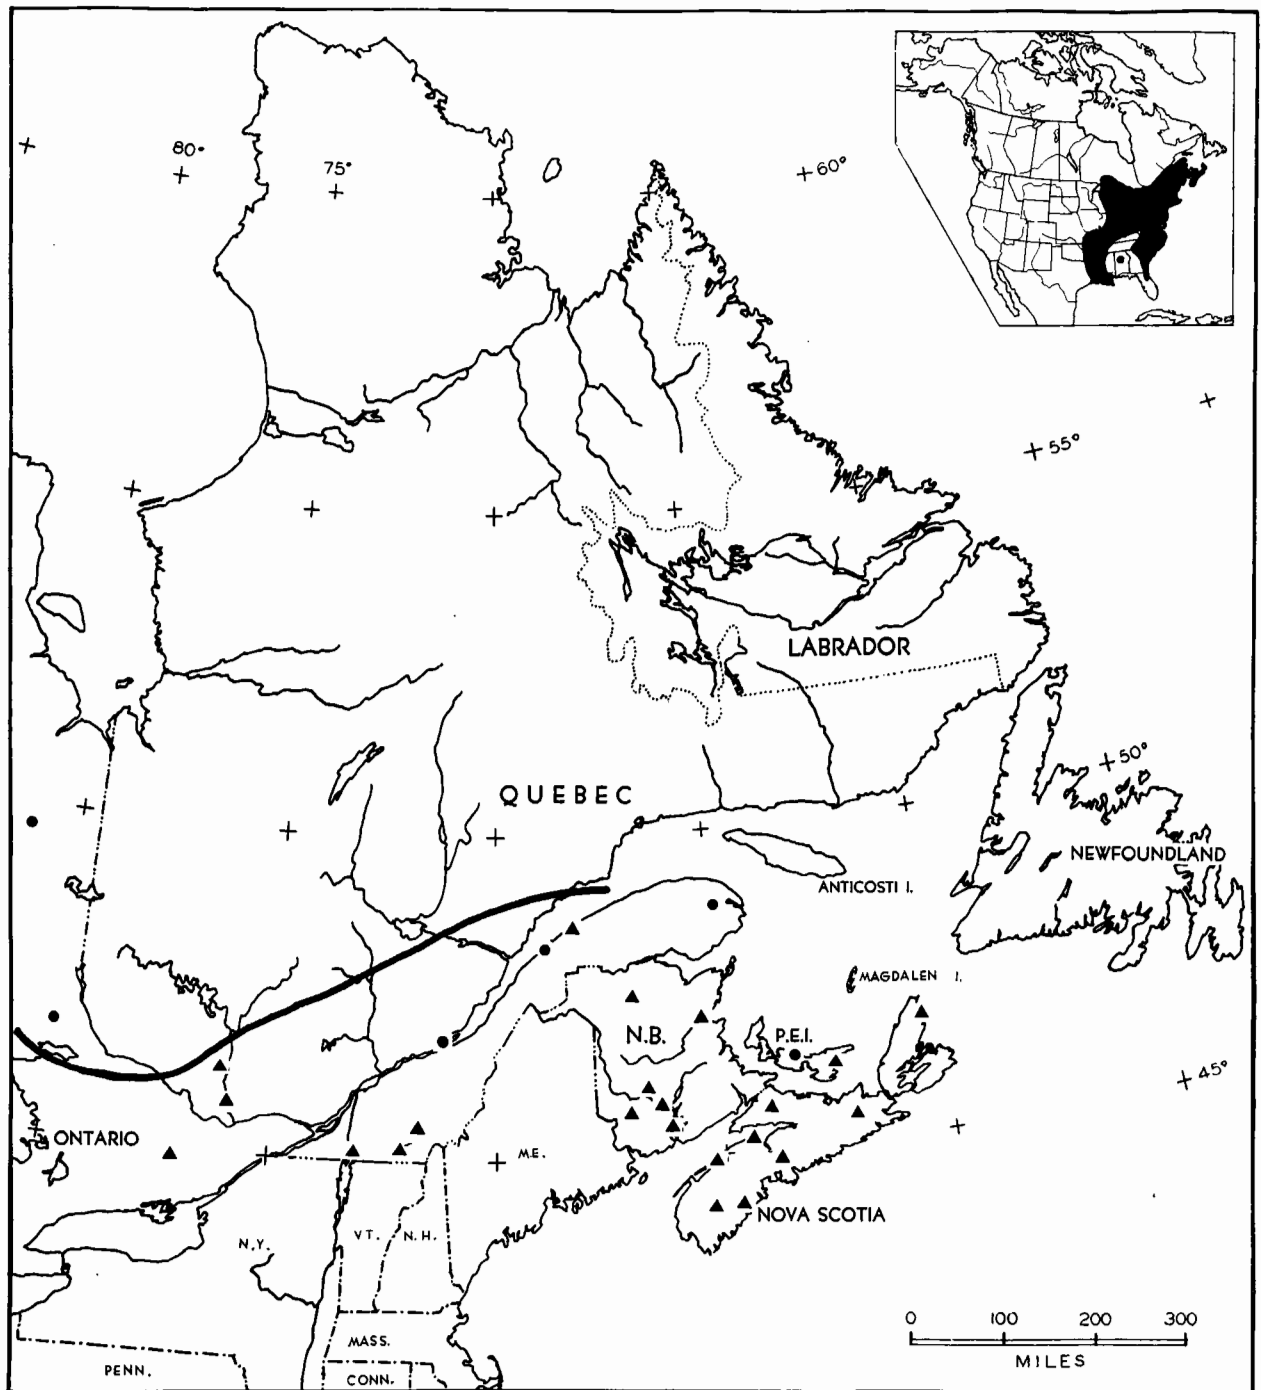 80°
75°
60°
55°
LABRADOR
50°
QUEBEC
NEWFOUNDLAND
ANTICOSTI I.
MAGDALEN I.
N.B.
P.E.I.
45°
ONTARIO
M.E.
NOVA SCOTIA
N.Y.
VT.
N.H.
0 100 200 300
MILES
MASS.
PENN.
CONN.